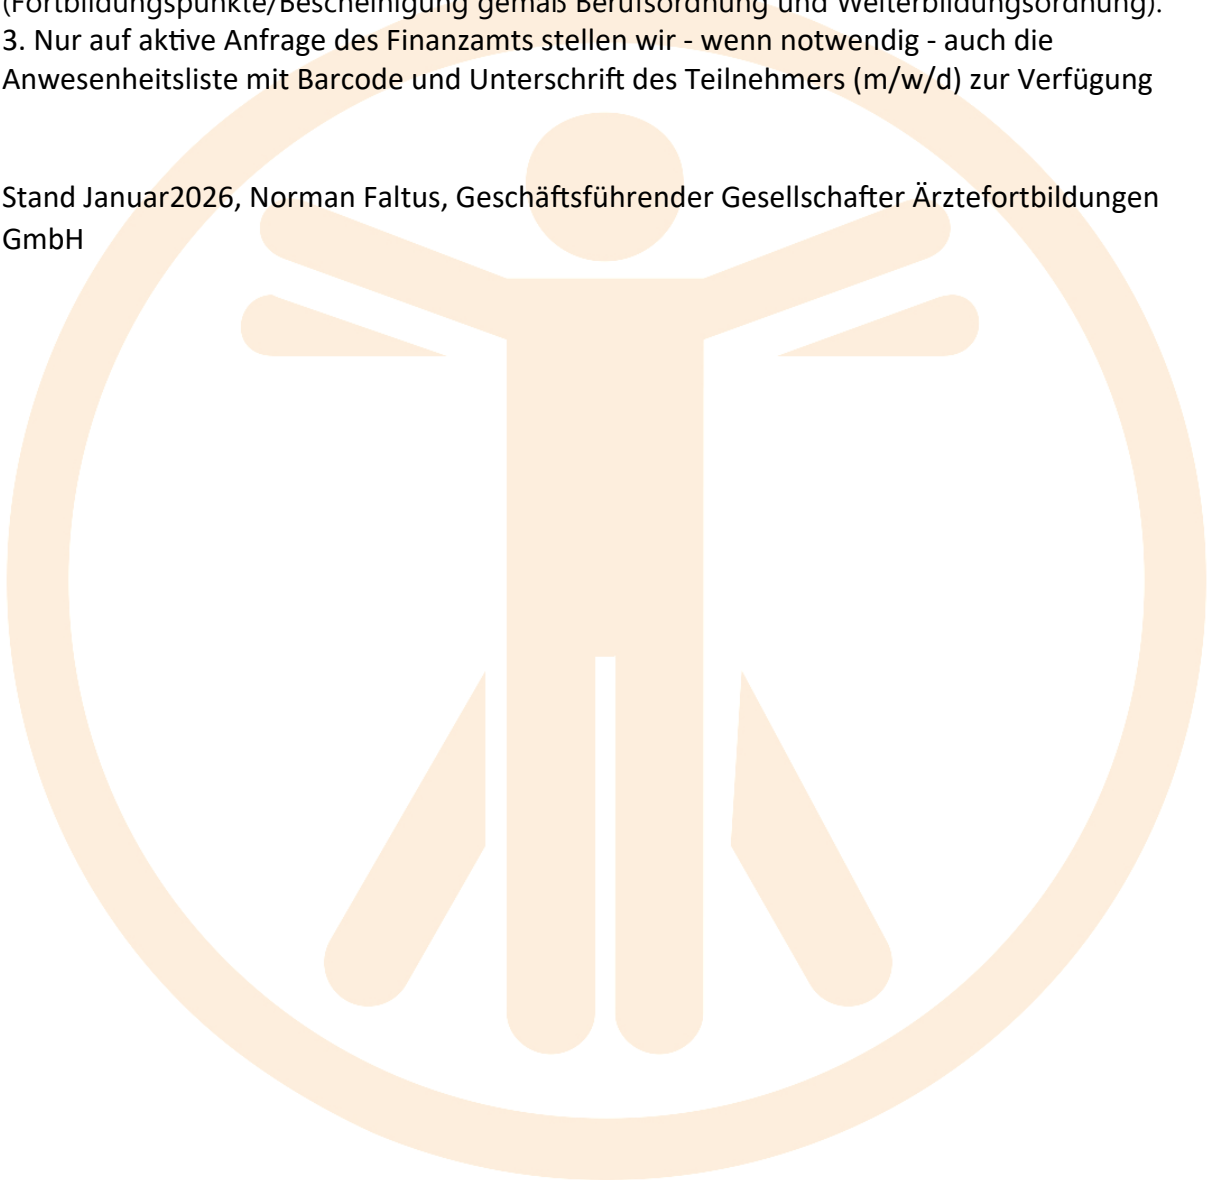 (Fortbildungspunkte/Bescheinigung gemäß Berufsordnung und Weiterbildungsordnung).
3. Nur auf aktive Anfrage des Finanzamts stellen wir - wenn notwendig - auch die
Anwesenheitsliste mit Barcode und Unterschrift des Teilnehmers (m/w/d) zur Verfügung
Stand Januar2026, Norman Faltus, Geschäftsführender Gesellschafter Ärztefortbildungen
GmbH